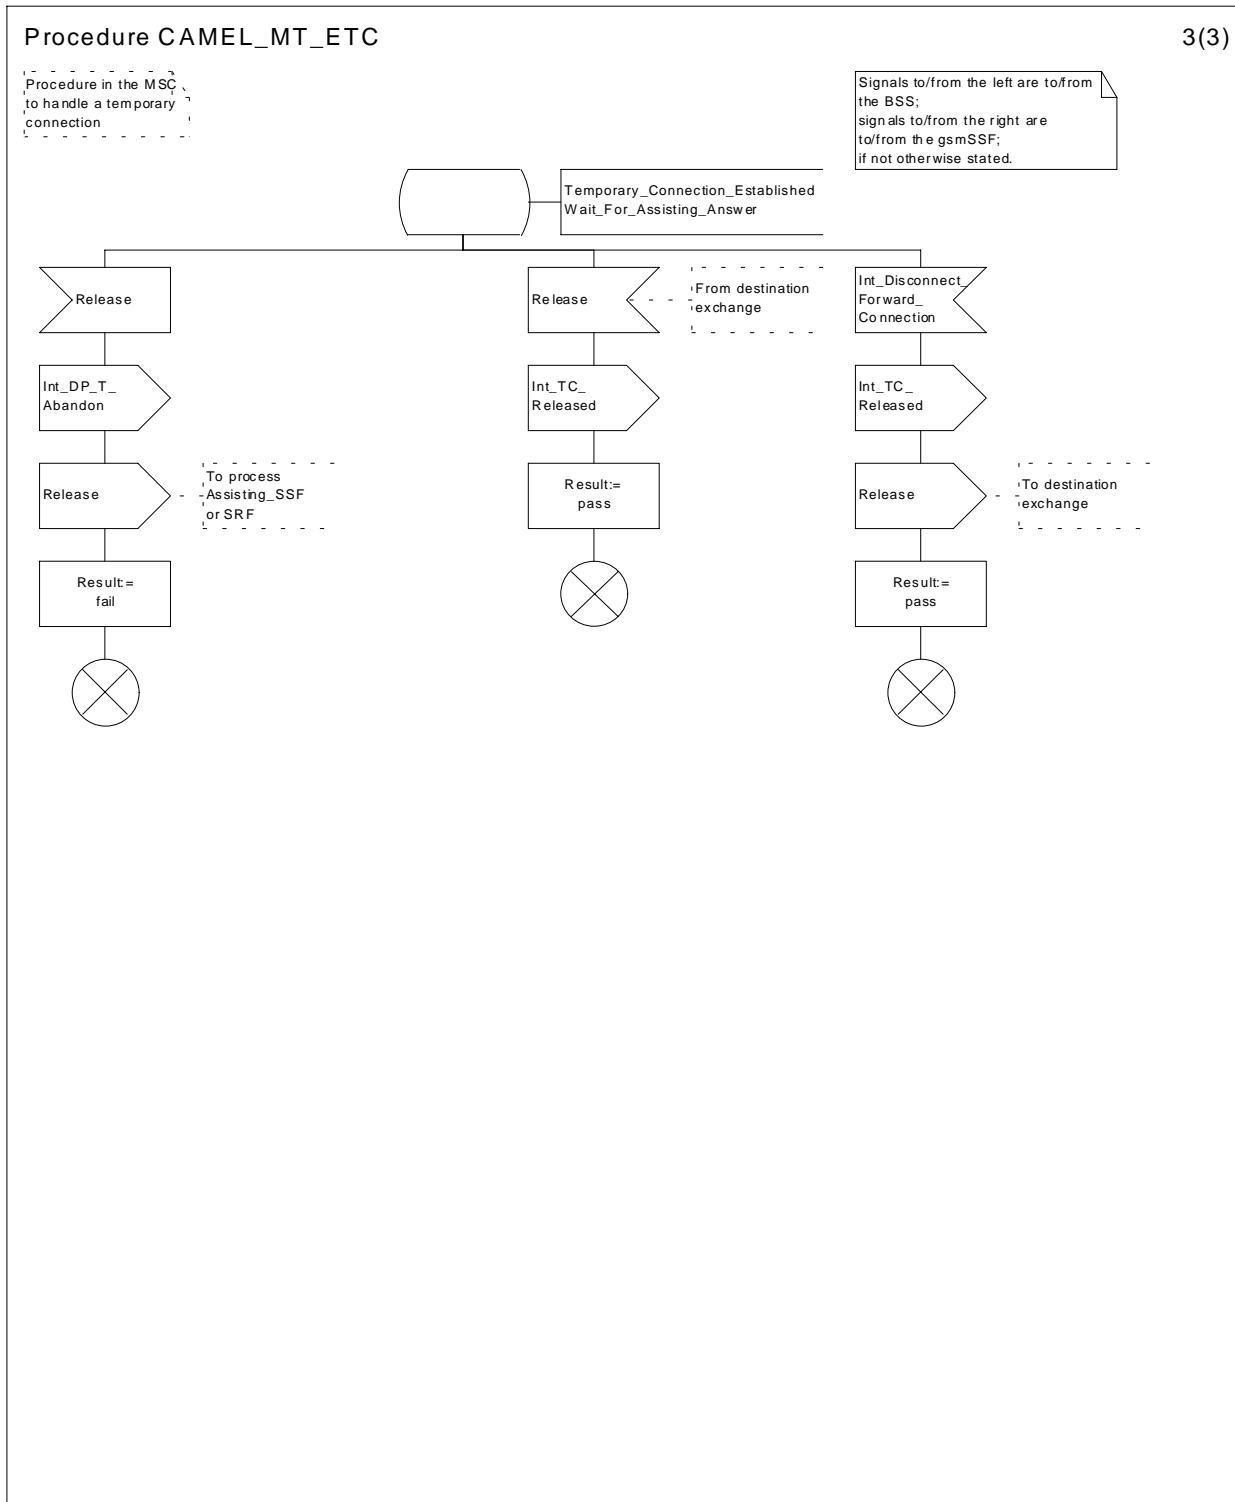 Procedure CAMEL_MT_ETC
3(3)
Procedure in the MSC
to handle a temporary
connection
Signals to/from the left are to/from
the BSS;
signals to/from the right are
to/from the gsmSSF;
if not otherwise stated.
Temporary_Connection_Established
Wait_For_Assisting_Answer
Release
Release
From destination
exchange
Int_Disconnect_
Forward_
Connection
Int_DP_T_
Abandon
Int_TC_
Released
Int_TC_
Released
Release
To process
Assisting_SSF
or SRF
Result:=
pass
Release
To destination
exchange
Result:=
fail
Result:=
pass